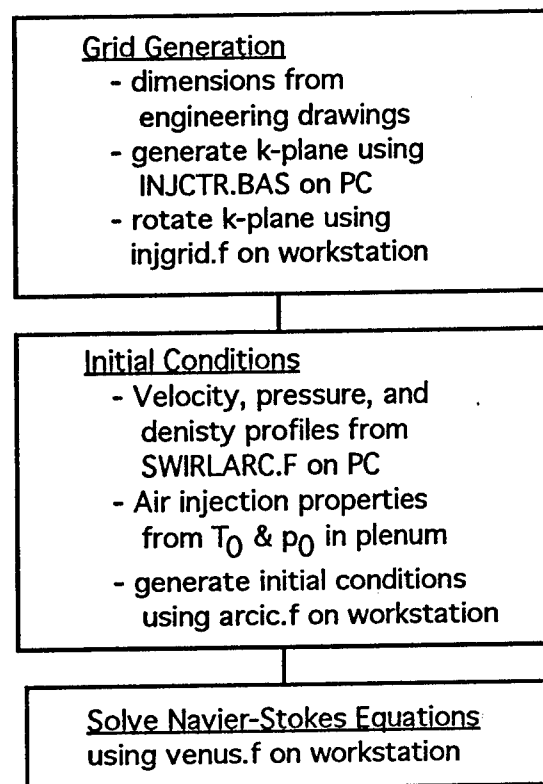 Grid Generation
- dimensions from
engineering drawings
- generate k-plane using
INJCTR.BAS on PC
- rotate k-plane using
injgrid.f on workstation
Initial Conditions
- Velocity, pressure, and
denisty profiles from
SWIRLARC.F on PC
- Air injection properties
from T0 & p0 in plenum
- generate initial conditions
using arcic.f on workstation
Solve Navier-Stokes Equations
using venus.f on workstation